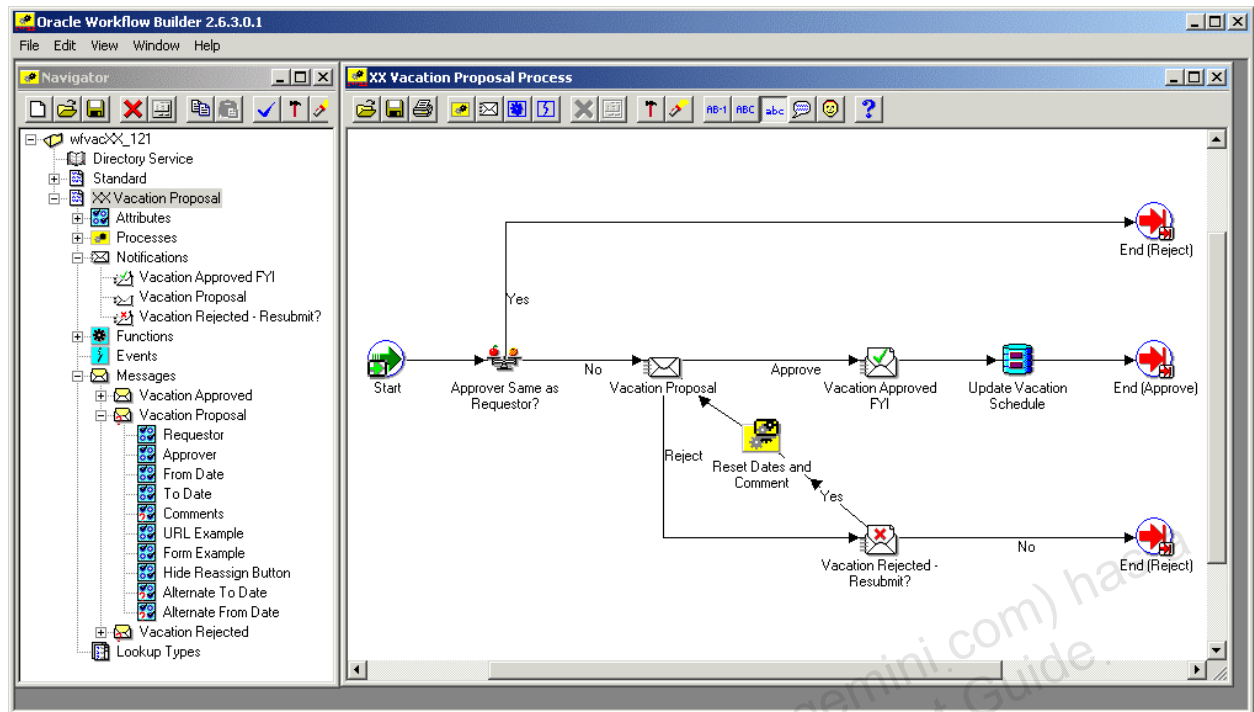 Oracle Workflow Builder 2.6.3.0.1
File Edit View Window Help
Navigator
wfvacXX_121
Directory Service
Standard
XX Vacation Proposal
Attributes
Processes
Notifications
Vacation Approved FYI
Vacation Proposal
Vacation Rejected - Resubmit?
Functions
Events
Messages
Vacation Approved
Vacation Proposal
Requestor
Approver
From Date
To Date
Comments
URL Example
Form Example
Hide Reassign Button
Alternate To Date
Alternate From Date
Vacation Rejected
Lookup Types
XX Vacation Proposal Process
AB-1 ABC abc
End (Reject)
Yes
Start
Approver Same as
Requestor?
No
Vacation Proposal
Approve
Vacation Approved
FYI
Update Vacation
Schedule
End (Approve)
Reject
Reset Dates and
Comment
Yes
Vacation Rejected -
Resubmit?
No
End (Reject)
emini.com) has a
Guide.